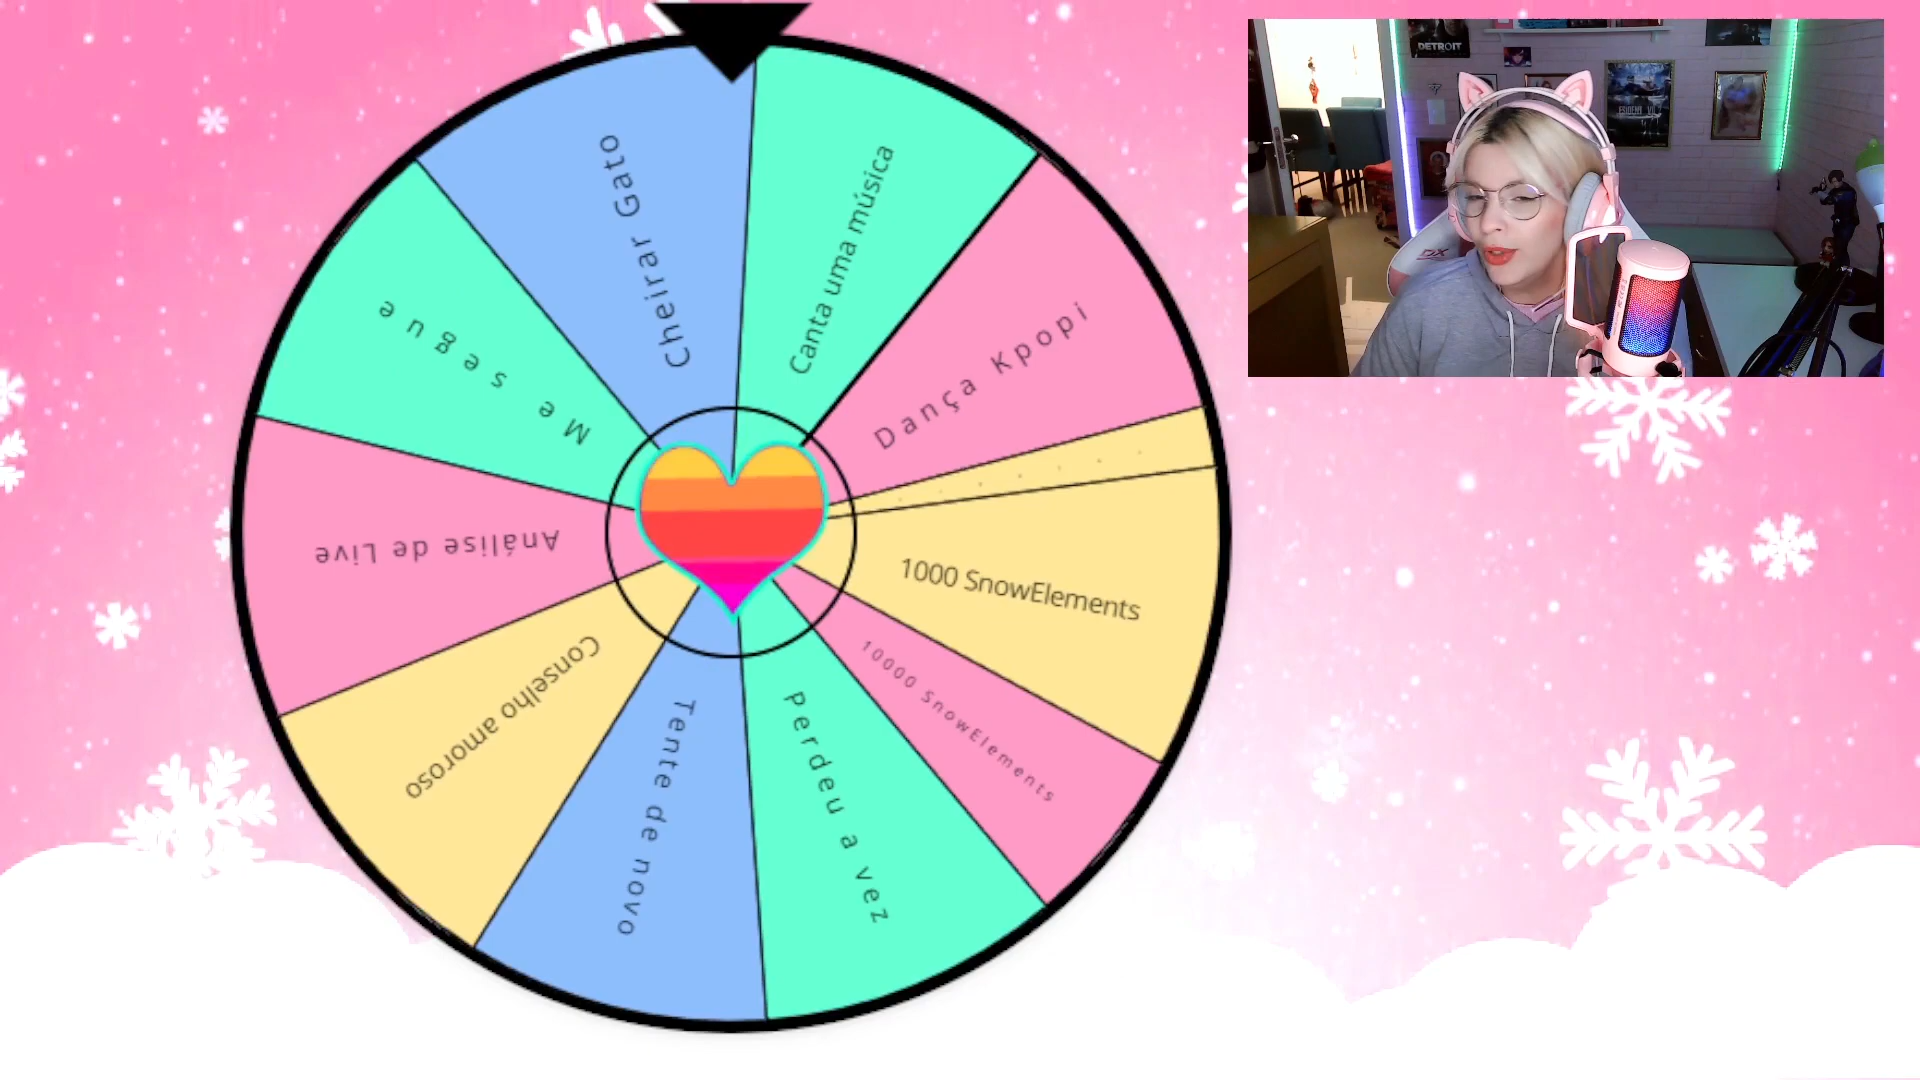 Cheirar Gato
Canta uma música
Dança Kpopi
. . . . . . .
1000 SnowElements
10000 SnowElements
Perdeu a vez
Tente de novo
Conselho amoroso
Análise de Live
Me segue
DETROIT
DX